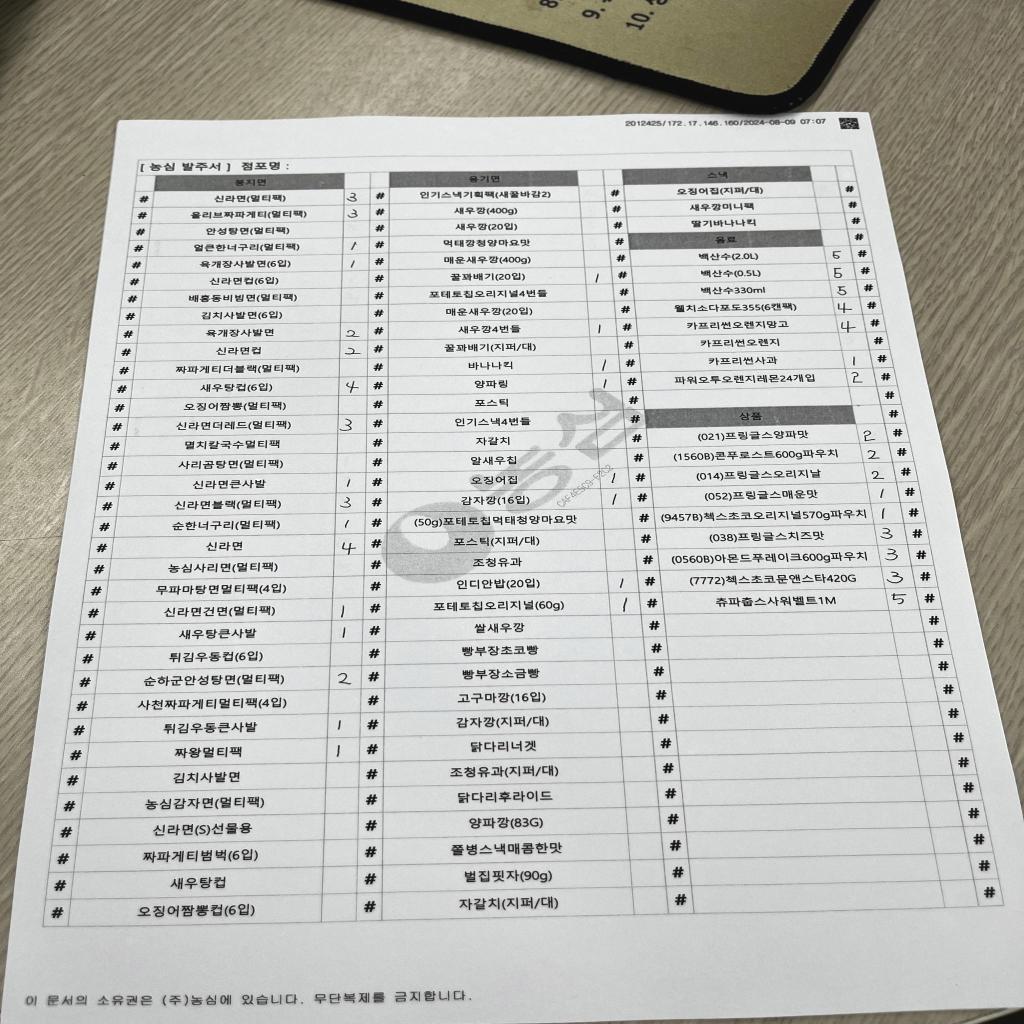 9.
10.
2012425/172.17.146.160/2024-08-09 07:07
[ 농심 발주서 ] 점포명 :
봉지면 용기면 스낵
# 신라면(멀티팩) 3 # 인기스낵기획팩(새꿀바감2) # 오징어집(지퍼/대) #
# 올리브짜파게티(멀티팩) 3 # 새우깡(400g) # 새우깡미니팩 #
# 안성탕면(멀티팩) # 새우깡(20입) # 딸기바나나킥 #
# 얼큰한너구리(멀티팩) 1 # 먹태깡청양마요맛 # 음료 #
# 육개장사발면(6입) 1 # 매운새우깡(400g) # 백산수(2.0L) 5 #
# 신라면컵(6입) # 꿀꽈배기(20입) 1 # 백산수(0.5L) 5 #
# 배홍동비빔면(멀티팩) # 포테토칩오리지널4번들 # 백산수330ml 5 #
# 김치사발면(6입) # 매운새우깡(20입) # 웰치소다포도355(6캔팩) 4 #
# 육개장사발면 2 # 새우깡4번들 1 # 카프리썬오렌지망고 4 #
# 신라면컵 2 # 꿀꽈배기(지퍼/대) # 카프리썬오렌지 #
# 짜파게티더블랙(멀티팩) # 바나나킥 1 # 카프리썬사과 1 #
# 새우탕컵(6입) 4 # 양파링 1 # 파워오투오렌지레몬24개입 2 #
# 오징어짬뽕(멀티팩) # 포스틱 # #
# 신라면더레드(멀티팩) 3 # 인기스낵4번들 # 상품 #
# 멸치칼국수멀티팩 # 자갈치 # (021)프링글스양파맛 2 #
# 사리곰탕면(멀티팩) # 알새우칩 # (1560B)콘푸로스트600g파우치 2 #
# 신라면큰사발 1 # 오징어집 1 # (014)프링글스오리지날 2 #
# 신라면블랙(멀티팩) 3 # 감자깡(16입) 1 # (052)프링글스매운맛 1 #
# 순한너구리(멀티팩) 1 # (50g)포테토칩먹태청양마요맛 # (9457B)첵스초코오리지널570g파우치 1 #
# 신라면 4 # 포스틱(지퍼/대) # (038)프링글스치즈맛 3 #
# 농심사리면(멀티팩) # 조청유과 # (0560B)아몬드푸레이크600g파우치 3 #
# 무파마탕면멀티팩(4입) # 인디안밥(20입) 1 # (7772)첵스초코문앤스타420G 3 #
# 신라면건면(멀티팩) 1 # 포테토칩오리지널(60g) 1 # 츄파춥스사워벨트1M 5 #
# 새우탕큰사발 1 # 쌀새우깡 # #
# 튀김우동컵(6입) # 빵부장초코빵 # #
# 순하군안성탕면(멀티팩) 2 # 빵부장소금빵 # #
# 사천짜파게티멀티팩(4입) # 고구마깡(16입) # #
# 튀김우동큰사발 1 # 감자깡(지퍼/대) # #
# 짜왕멀티팩 1 # 닭다리너겟 # #
# 김치사발면 # 조청유과(지퍼/대) # #
# 농심감자면(멀티팩) # 닭다리후라이드 # #
# 신라면(S)선물용 # 양파깡(83G) # #
# 짜파게티범벅(6입) # 쫄병스낵매콤한맛 # #
# 새우탕컵 # 벌집핏자(90g) # #
# 오징어짬뽕컵(6입) # 자갈치(지퍼/대) # #
농심
이 문서의 소유권은 (주)농심에 있습니다. 무단복제를 금지합니다.